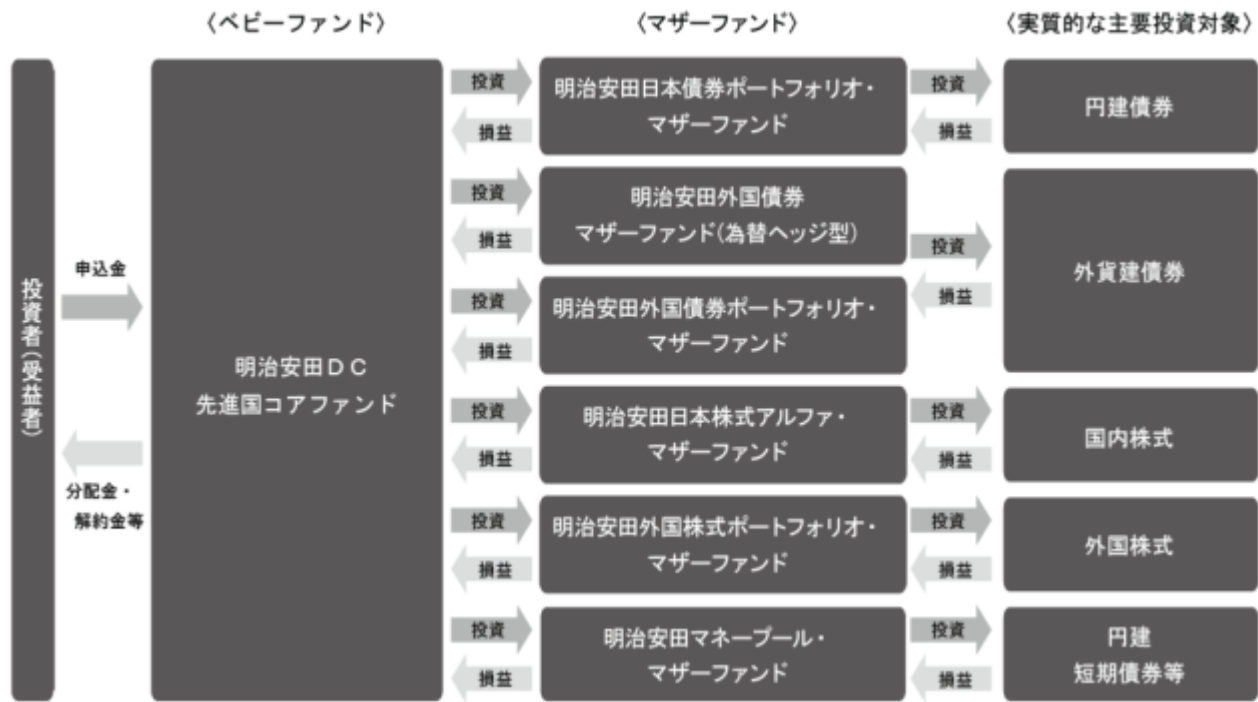 〈ベビーファンド〉
〈マザーファンド〉
〈実質的な主要投資対象〉
投資者(受益者)
申込金
分配金・
解約金等
明治安田DC
先進国コアファンド
投資
損益
明治安田日本債券ポートフォリオ・
マザーファンド
投資
損益
円建債券
投資
損益
明治安田外国債券
マザーファンド(為替ヘッジ型)
投資
損益
明治安田外国債券ポートフォリオ・
マザーファンド
投資
損益
外貨建債券
投資
損益
明治安田日本株式アルファ・
マザーファンド
投資
損益
国内株式
投資
損益
明治安田外国株式ポートフォリオ・
マザーファンド
投資
損益
外国株式
投資
損益
明治安田マネープール・
マザーファンド
投資
損益
円建
短期債券等